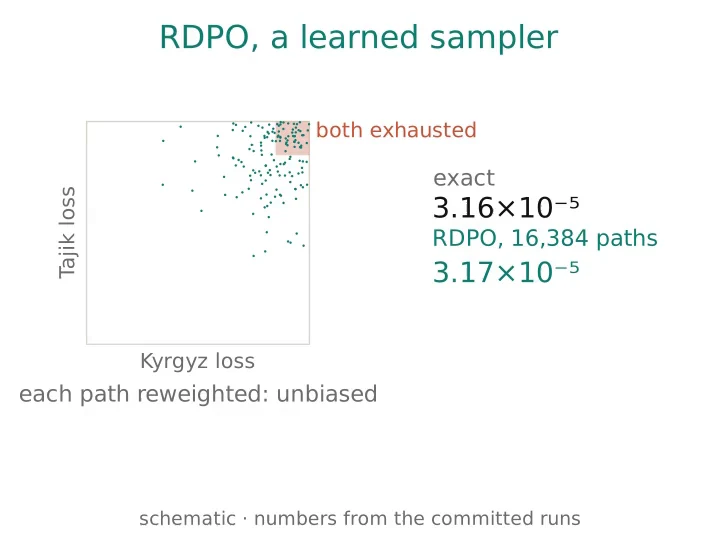 RDPO, a learned sampler
both exhausted
exact
3.16×10⁻⁵
RDPO, 16,384 paths
3.17×10⁻⁵
Tajik loss
Kyrgyz loss
each path reweighted: unbiased
schematic · numbers from the committed runs